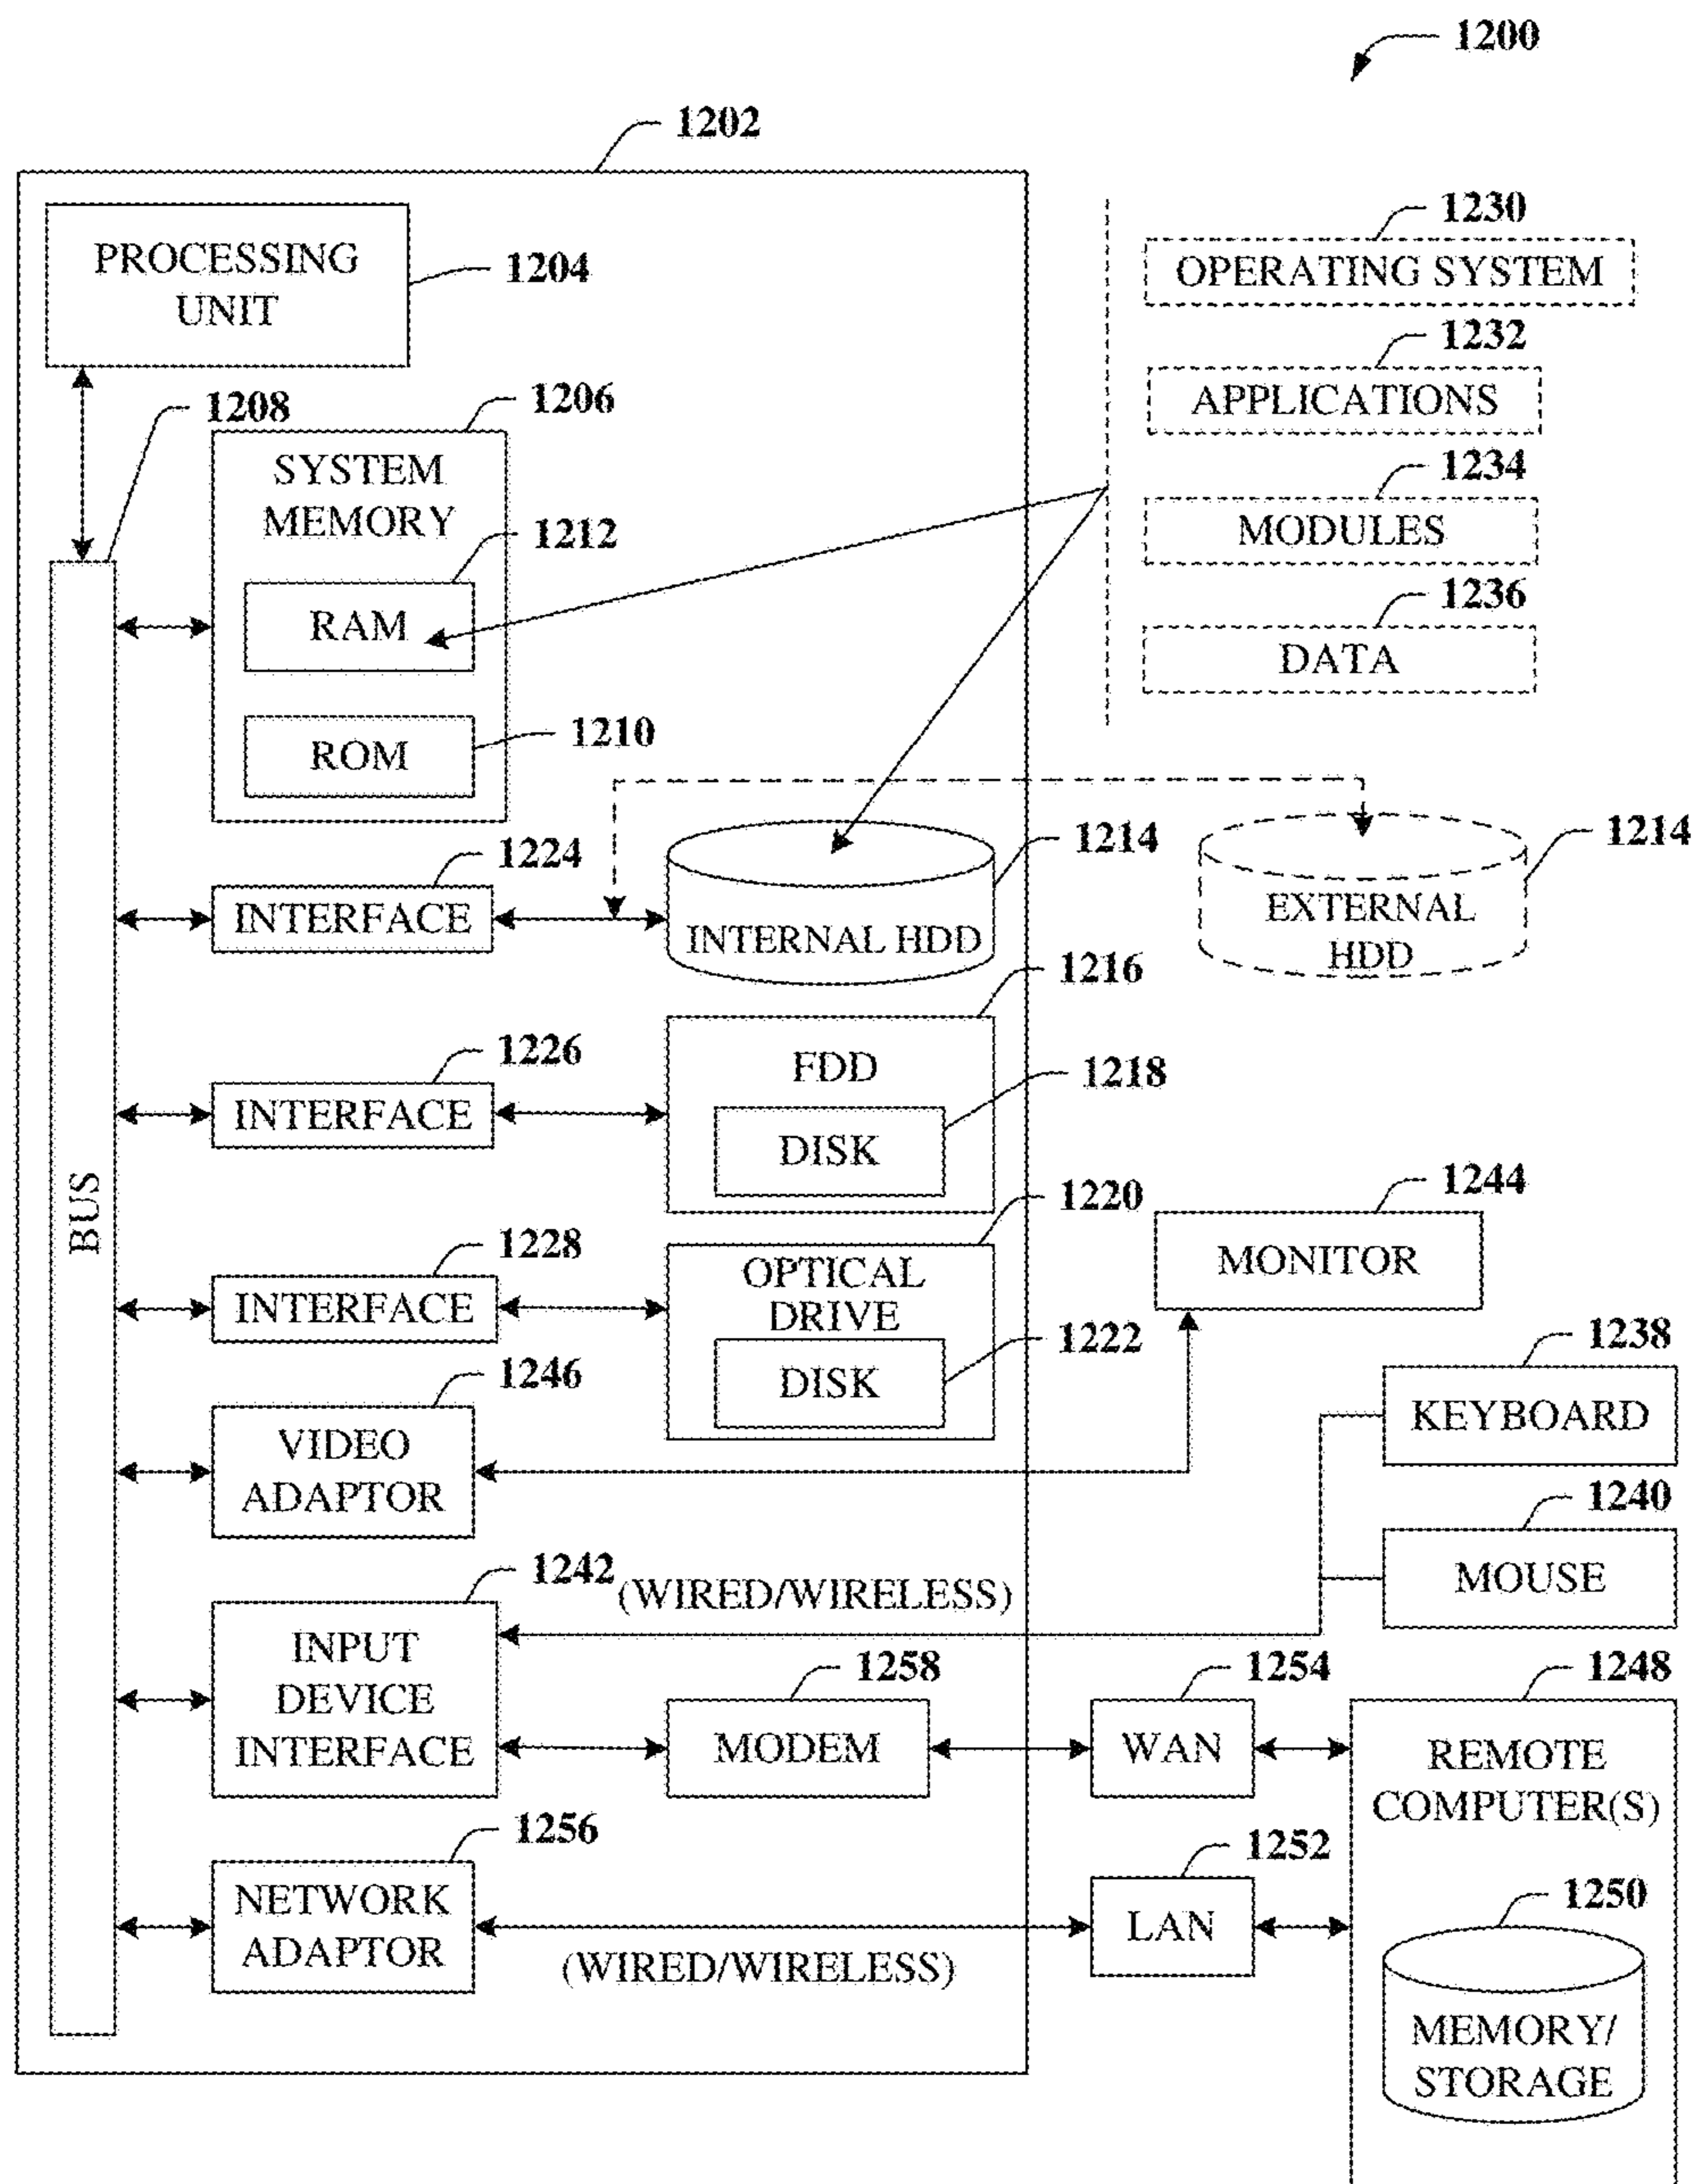 1200
1202
PROCESSING
UNIT
1204
1230
OPERATING SYSTEM
1232
APPLICATIONS
1234
MODULES
1236
DATA
1208
1206
SYSTEM
MEMORY
1212
RAM
1210
ROM
BUS
1224
INTERFACE
1214
INTERNAL HDD
1214
EXTERNAL
HDD
1226
INTERFACE
1216
FDD
1218
DISK
1228
INTERFACE
1220
OPTICAL
DRIVE
1222
DISK
1244
MONITOR
1246
VIDEO
ADAPTOR
1238
KEYBOARD
1240
MOUSE
1242
(WIRED/WIRELESS)
INPUT
DEVICE
INTERFACE
1258
MODEM
1254
WAN
1248
REMOTE
COMPUTER(S)
1256
NETWORK
ADAPTOR
(WIRED/WIRELESS)
1252
LAN
1250
MEMORY/
STORAGE